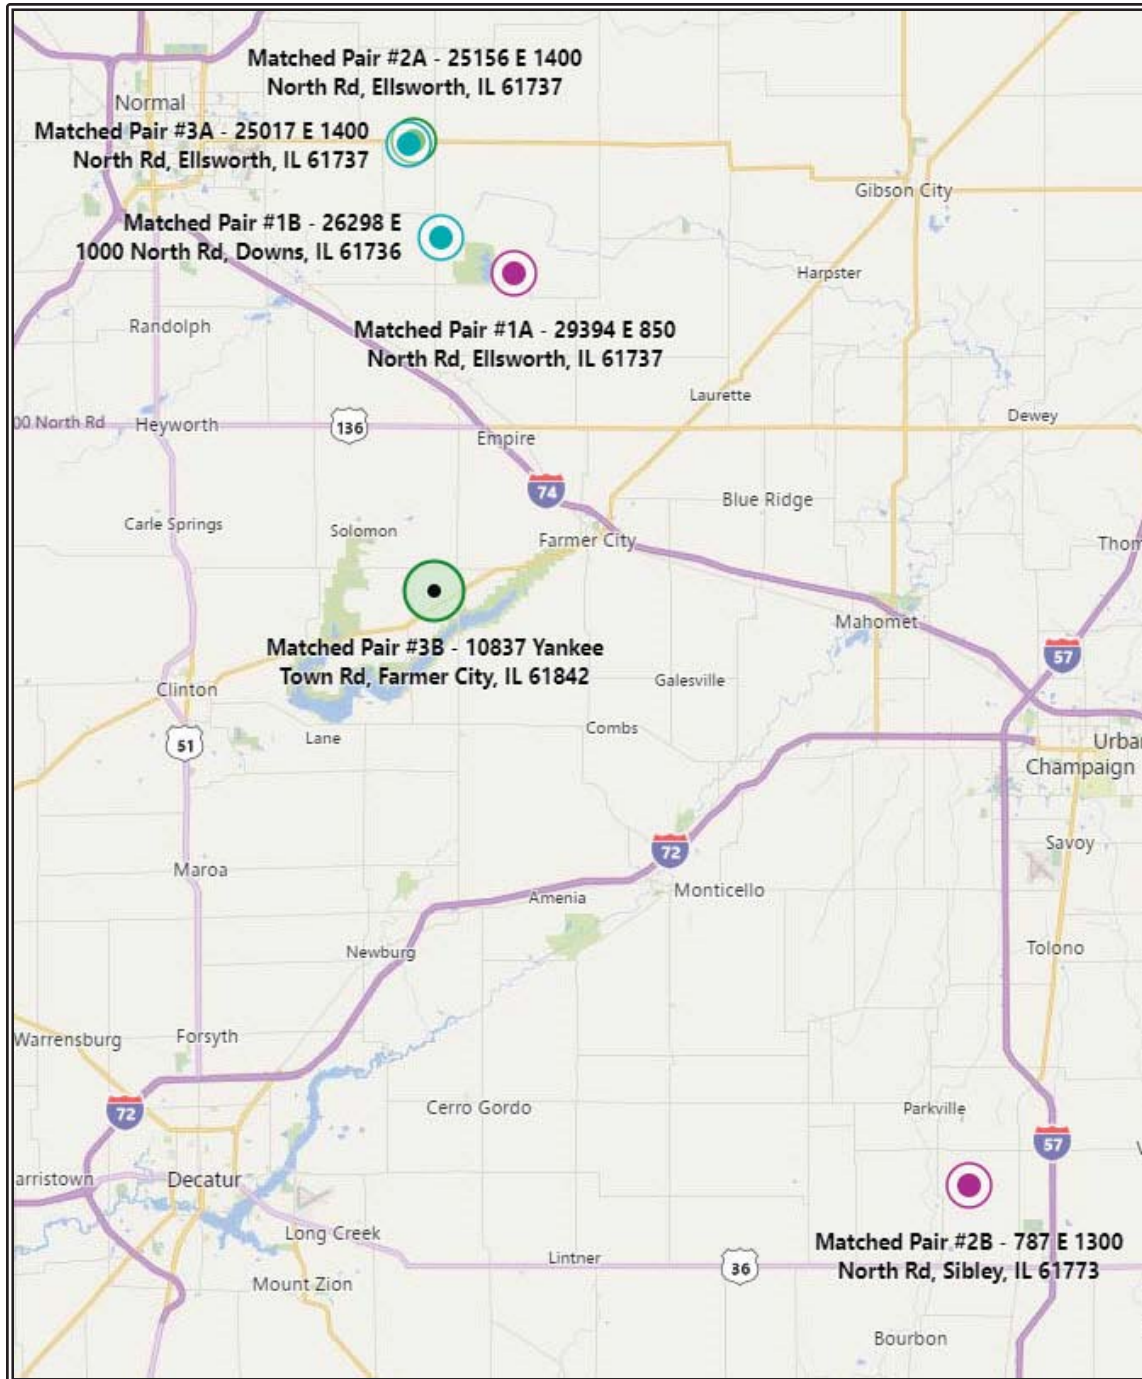 Matched Pair #2A - 25156 E 1400
North Rd, Ellsworth, IL 61737
Normal
Matched Pair #3A - 25017 E 1400
North Rd, Ellsworth, IL 61737
Gibson City
Matched Pair #1B - 26298 E
1000 North Rd, Downs, IL 61736
Harpster
Randolph
Matched Pair #1A - 29394 E 850
North Rd, Ellsworth, IL 61737
Laurette
Dewey
00 North Rd
Heyworth
136
Empire
74
Blue Ridge
Carle Springs
Solomon
Farmer City
Thom
Mahomet
Matched Pair #3B - 10837 Yankee
Town Rd, Farmer City, IL 61842
57
Galesville
Clinton
Combs
Lane
51
Urbar
Champaign
72
Savoy
Maroa
Monticello
Amenia
Newburg
Tolono
Warrensburg
Forsyth
72
Cerro Gordo
Parkville
57
arristown
Decatur
Long Creek
Matched Pair #2B - 787 E 1300
North Rd, Sibley, IL 61773
Lintner
36
Mount Zion
Bourbon